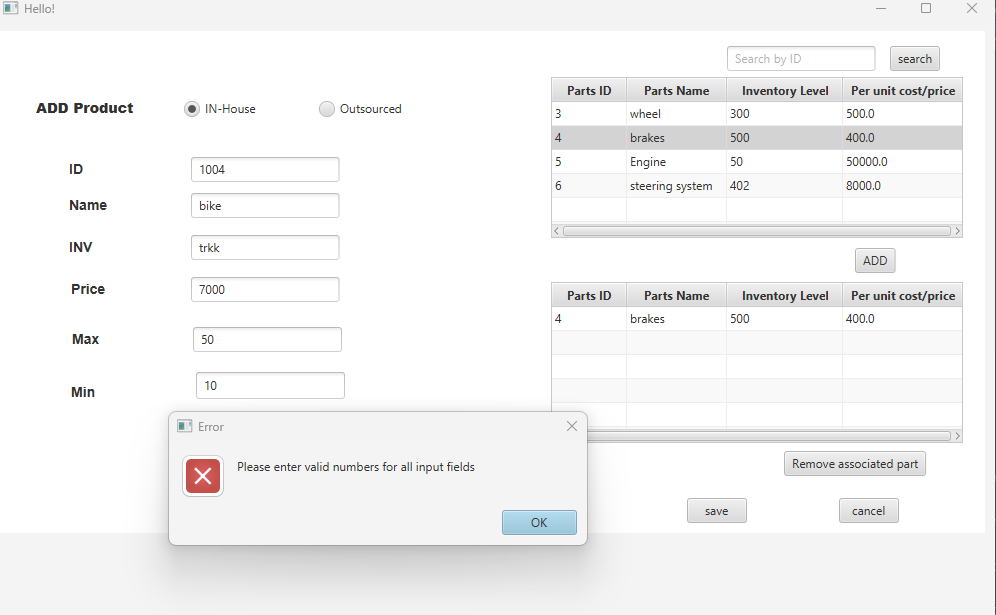 Hello!
Search by ID
search
ADD Product
IN-House
Outsourced
ID
1004
Name
bike
INV
trkk
Price
7000
Max
50
Min
10
Parts ID Parts Name Inventory Level Per unit cost/price
3 wheel 300 500.0
4 brakes 500 400.0
5 Engine 50 50000.0
6 steering system 402 8000.0
ADD
Parts ID Parts Name Inventory Level Per unit cost/price
4 brakes 500 400.0
Remove associated part
save
cancel
Error
Please enter valid numbers for all input fields
OK